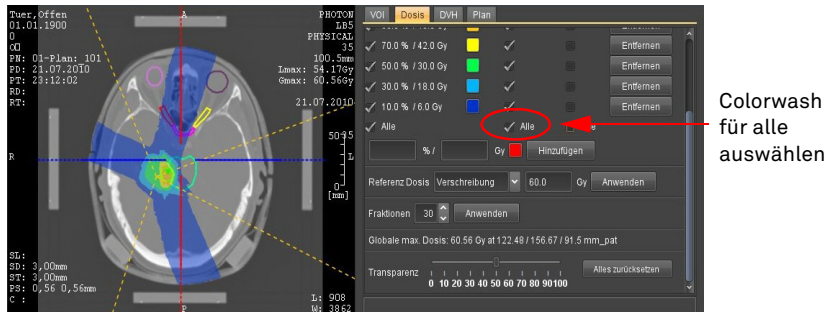 Tuer,Offen
01.01.1900
0
PN: 01-Plan: 101
PD: 21.07.2010
PT: 23:12:02
RD:
RT:
A
PHOTON
LB5
PHYSICAL
35
100.5mm
Lmax: 54.17Gy
Gmax: 60.56Gy
21.07.2010
R
L
0
[mm]
SL:
SD: 3,00mm
ST: 3,00mm
PS: 0,56 0,56mm
C :
P
L: 908
W: 3862
VOI Dosis DVH Plan
Entfernen
70.0 % / 42.0 Gy Entfernen
50.0 % / 30.0 Gy Entfernen
30.0 % / 18.0 Gy Entfernen
10.0 % / 6.0 Gy Entfernen
Alle Alle
% / Gy Hinzufügen
Referenz Dosis Verschreibung 60.0 Gy Anwenden
Fraktionen 30 Anwenden
Globale max. Dosis: 60.56 Gy at 122.48 / 156.67 / 91.5 mm_pat
Transparenz Alles zurücksetzen
0 10 20 30 40 50 60 70 80 90100
Colorwash
für alle
auswählen